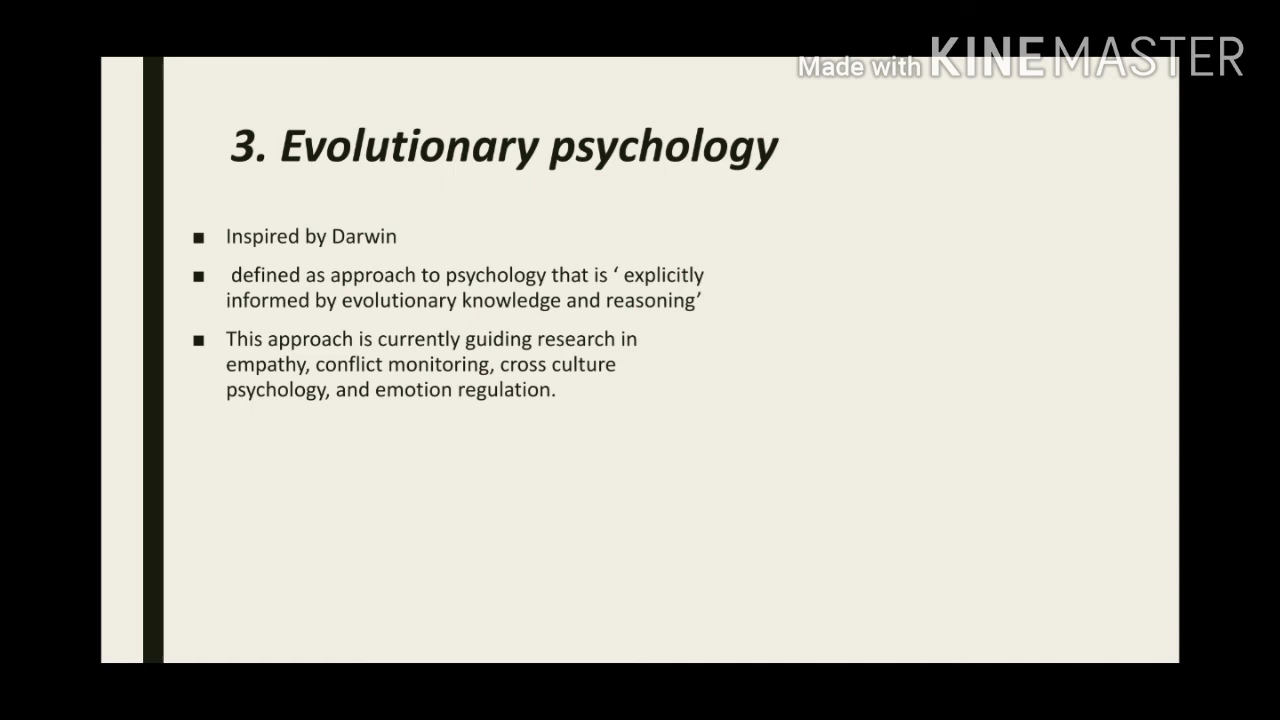 Made with KINEMASTER
3. Evolutionary psychology
■ Inspired by Darwin
■ defined as approach to psychology that is ‘ explicitly
informed by evolutionary knowledge and reasoning’
■ This approach is currently guiding research in
empathy, conflict monitoring, cross culture
psychology, and emotion regulation.